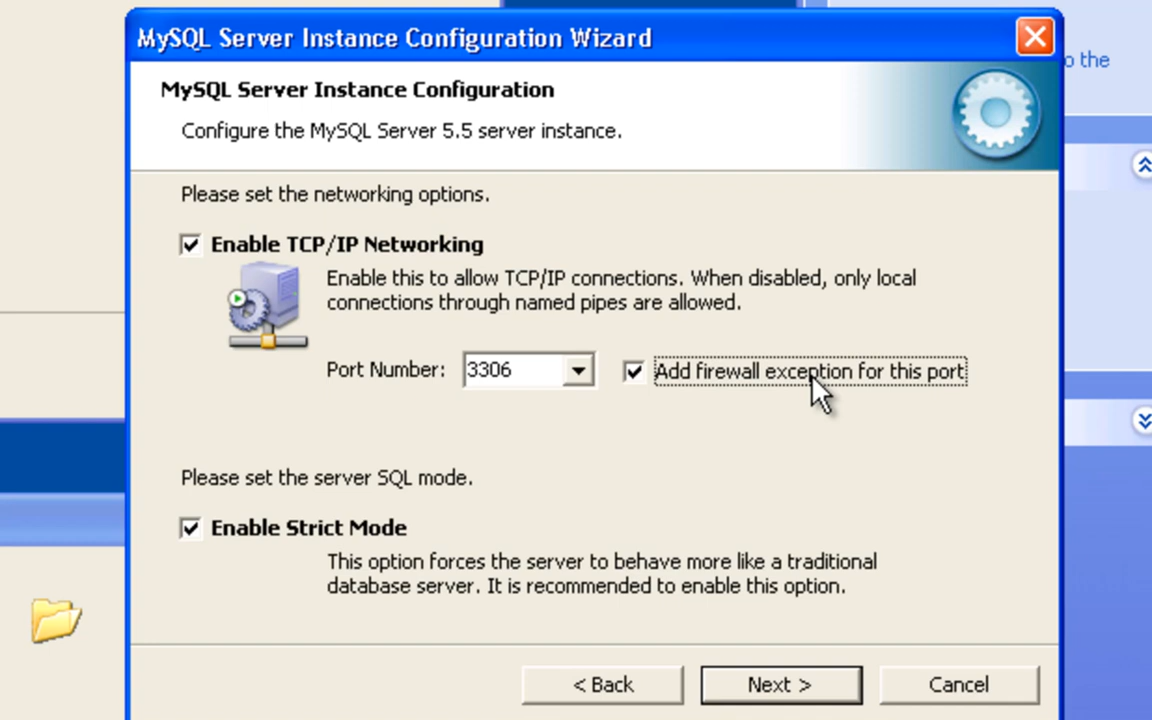 MySQL Server Instance Configuration Wizard
o the
MySQL Server Instance Configuration
Configure the MySQL Server 5.5 server instance.
Please set the networking options.
Enable TCP/IP Networking
Enable this to allow TCP/IP connections. When disabled, only local
connections through named pipes are allowed.
Port Number: 3306 Add firewall exception for this port
Please set the server SQL mode.
Enable Strict Mode
This option forces the server to behave more like a traditional
database server. It is recommended to enable this option.
< Back Next > Cancel